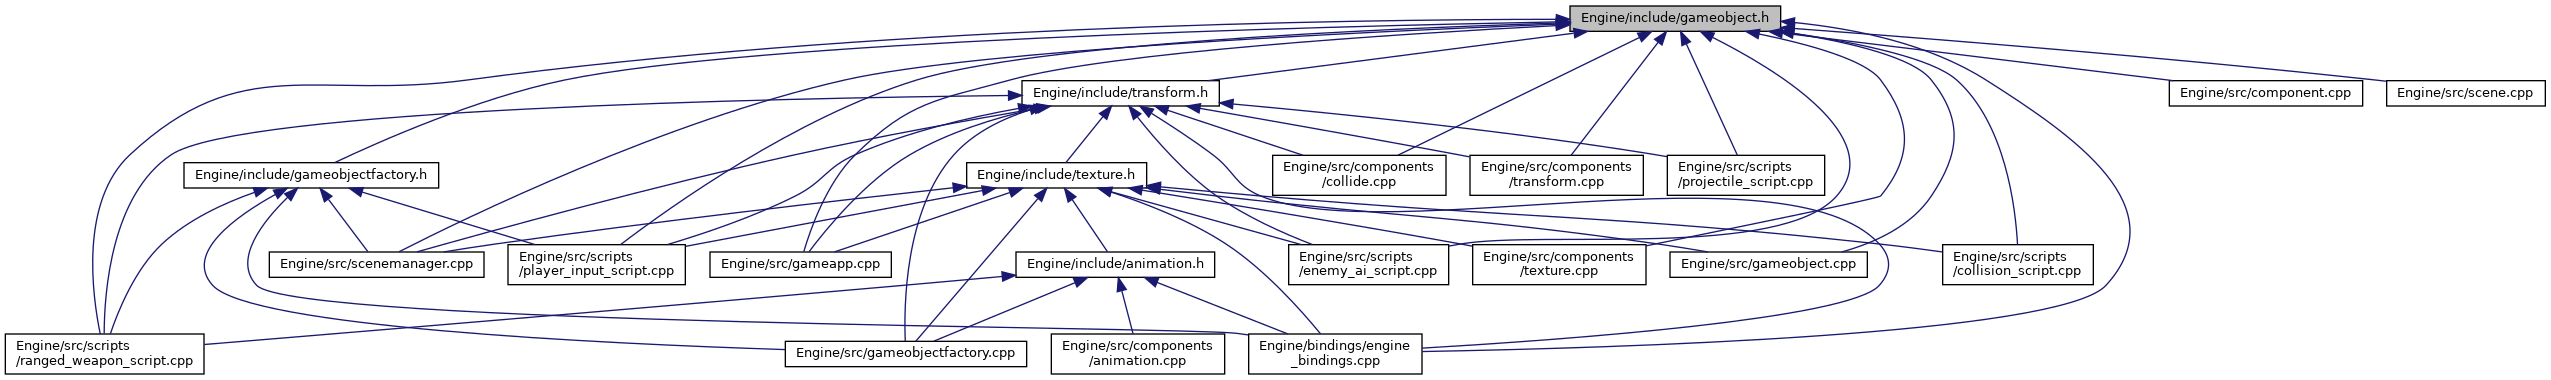 Engine/include/gameobject.h
Engine/include/transform.h
Engine/src/component.cpp
Engine/src/scene.cpp
Engine/include/gameobjectfactory.h
Engine/include/texture.h
Engine/src/components
/collide.cpp
Engine/src/components
/transform.cpp
Engine/src/scripts
/projectile_script.cpp
Engine/src/scenemanager.cpp
Engine/src/scripts
/player_input_script.cpp
Engine/src/gameapp.cpp
Engine/include/animation.h
Engine/src/scripts
/enemy_ai_script.cpp
Engine/src/components
/texture.cpp
Engine/src/gameobject.cpp
Engine/src/scripts
/collision_script.cpp
Engine/src/scripts
/ranged_weapon_script.cpp
Engine/src/gameobjectfactory.cpp
Engine/src/components
/animation.cpp
Engine/bindings/engine
_bindings.cpp